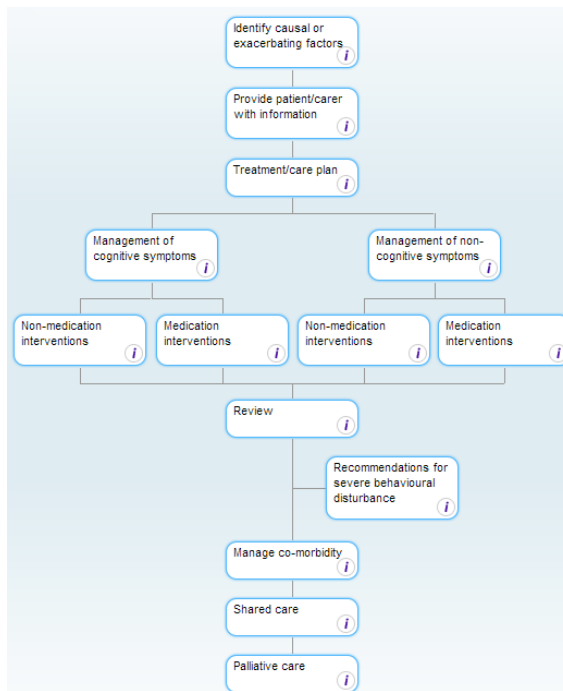 Identify causal or
exacerbating factors
i
Provide patient/carer
with information
i
Treatment/care plan
i
Management of
cognitive symptoms
i
Management of non-
cognitive symptoms
i
Non-medication
interventions
i
Medication
interventions
i
Non-medication
interventions
i
Medication
interventions
i
Review
i
Recommendations for
severe behavioural
disturbance
i
Manage co-morbidity
i
Shared care
i
Palliative care
i